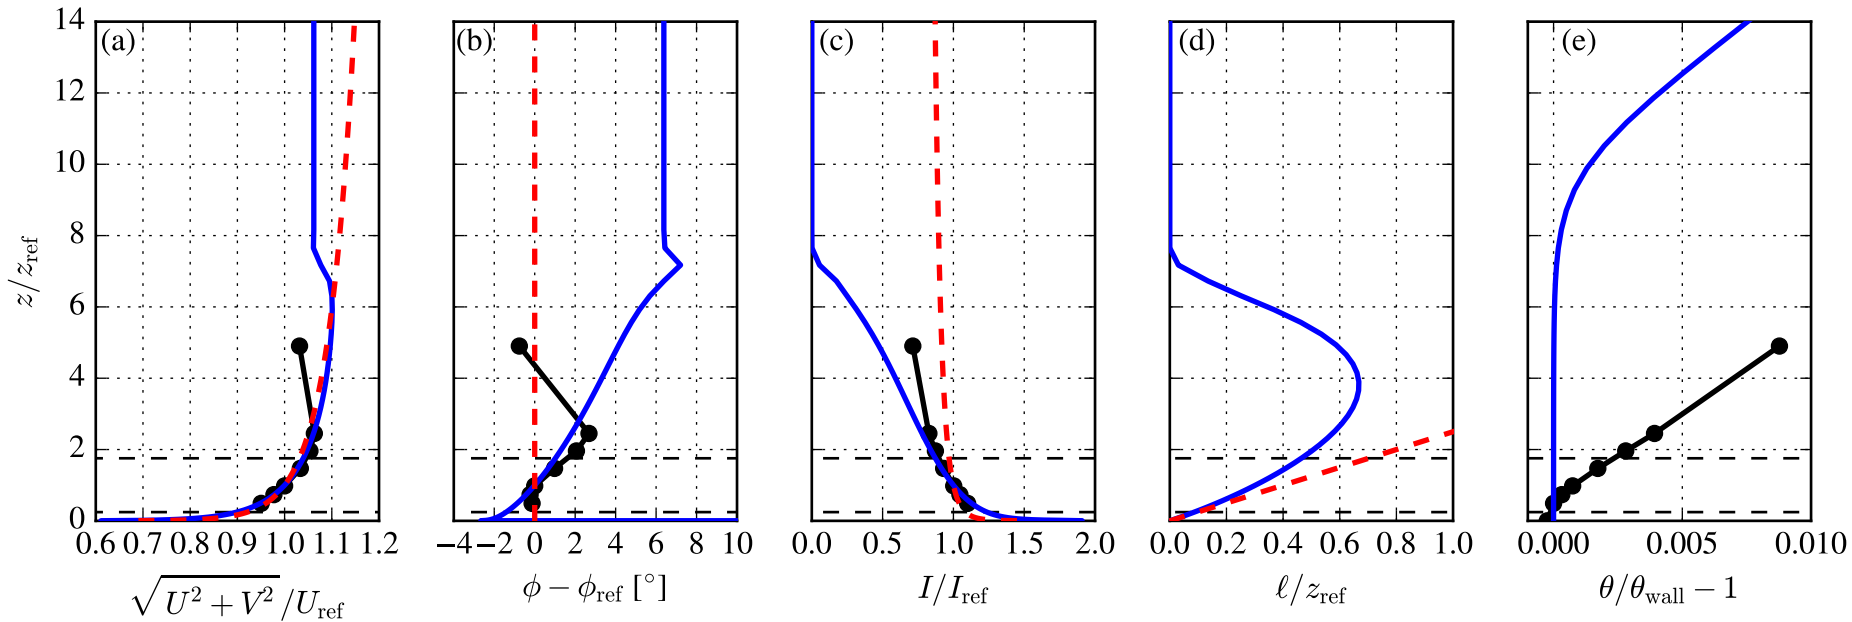 (a) (b) (c) (d) (e)
14
12
10
8
6
4
2
0
z/z_ref
0.6 0.7 0.8 0.9 1.0 1.1 1.2
−4 −2 0 2 4 6 8 10
0.0 0.5 1.0 1.5 2.0
0.0 0.2 0.4 0.6 0.8 1.0
0.000 0.005 0.010
√U² + V²/U_ref
ϕ − ϕ_ref [°]
I/I_ref
ℓ/z_ref
θ/θ_wall − 1